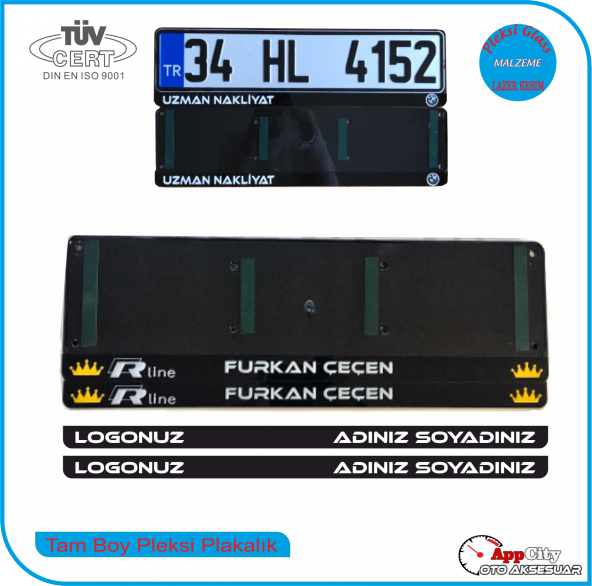 TÜV
CERT
DIN EN ISO 9001
TR 34 HL 4152
UZMAN NAKLİYAT
UZMAN NAKLİYAT
Pleksi Glass
MALZEME
LAZER KESİM
R line FURKAN ÇEÇEN
R line FURKAN ÇEÇEN
LOGONUZ ADINIZ SOYADINIZ
LOGONUZ ADINIZ SOYADINIZ
Tam Boy Pleksi Plakalık
AppCity
OTO AKSESUAR